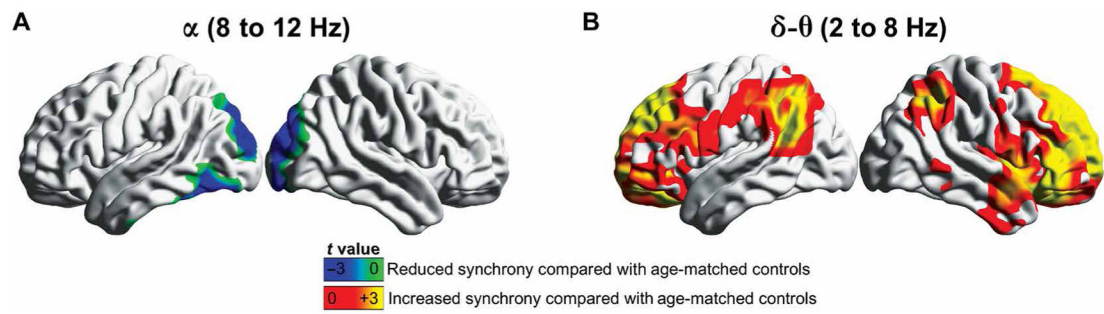 A
α (8 to 12 Hz)
B
δ-θ (2 to 8 Hz)
t value
–3 0 Reduced synchrony compared with age-matched controls
0 +3 Increased synchrony compared with age-matched controls